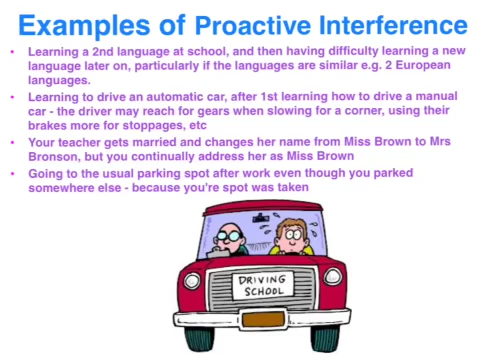 Examples of Proactive Interference
• Learning a 2nd language at school, and then having difficulty learning a new
language later on, particularly if the languages are similar e.g. 2 European
languages.
• Learning to drive an automatic car, after 1st learning how to drive a manual
car - the driver may reach for gears when slowing for a corner, using their
brakes more for stoppages, etc
• Your teacher gets married and changes her name from Miss Brown to Mrs
Bronson, but you continually address her as Miss Brown
• Going to the usual parking spot after work even though you parked
somewhere else - because you're spot was taken
DRIVING
SCHOOL